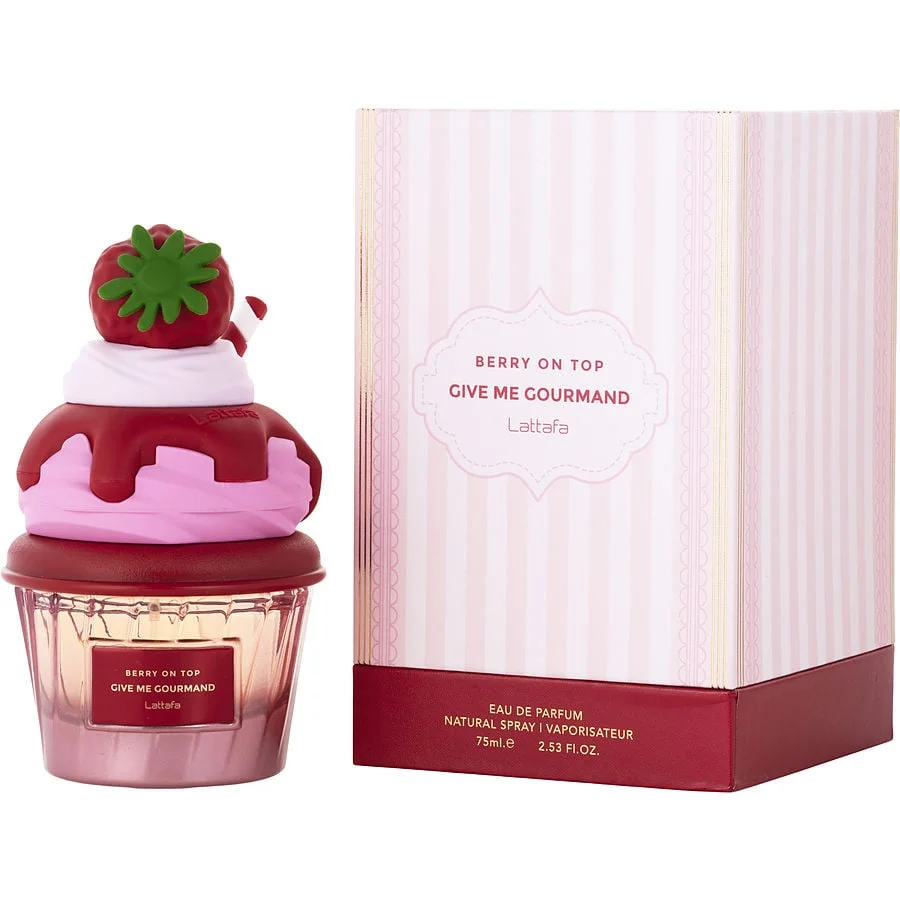 Lattafa
BERRY ON TOP
GIVE ME GOURMAND
Lattafa
BERRY ON TOP
GIVE ME GOURMAND
Lattafa
EAU DE PARFUM
NATURAL SPRAY | VAPORISATEUR
75ml.e 2.53 Fl.OZ.